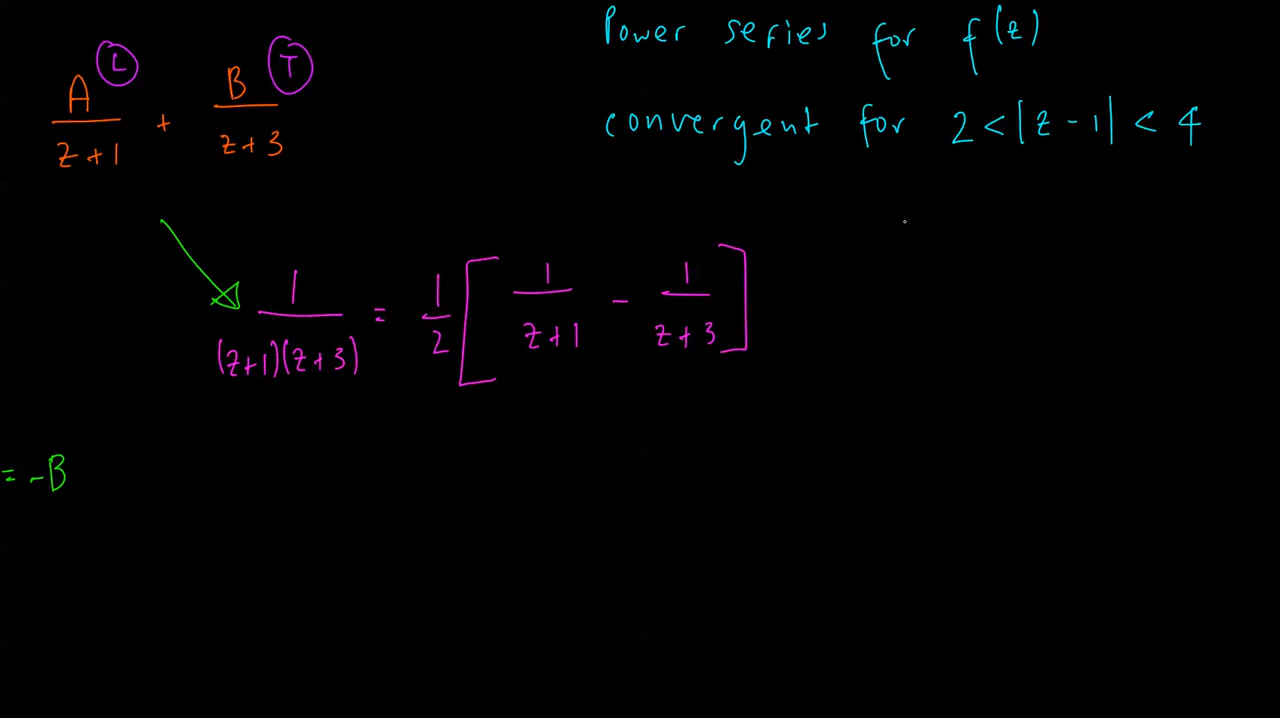 Power series for f(z)
convergent for 2 < |z - 1| < 4
A/(z+1) (L) + B/(z+3) (T)
1/((z+1)(z+3)) = 1/2 [ 1/(z+1) - 1/(z+3) ]
= -B